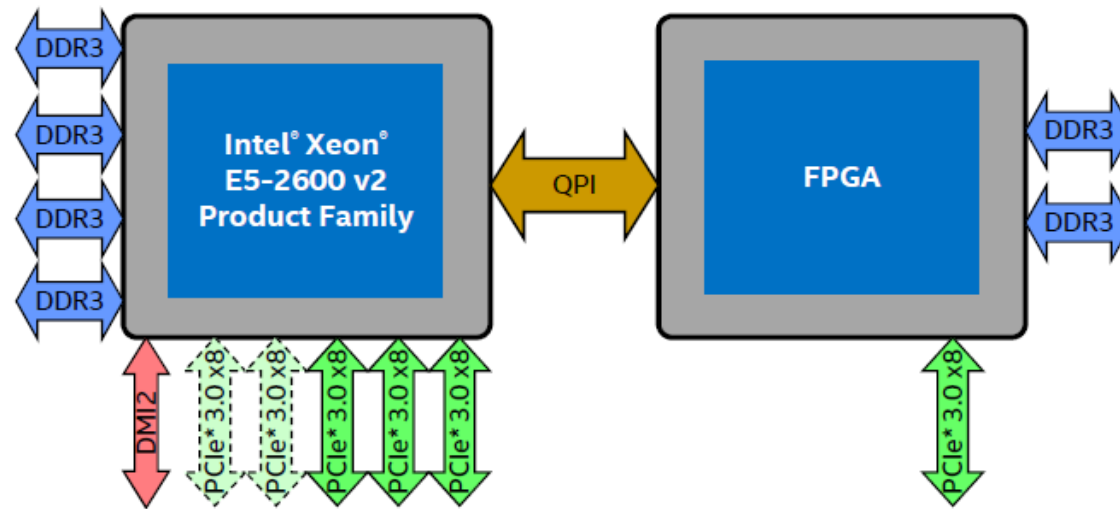 DDR3
DDR3
DDR3
DDR3
Intel® Xeon®
E5-2600 v2
Product Family
QPI
FPGA
DDR3
DDR3
DMI2
PCIe* 3.0 x8
PCIe* 3.0 x8
PCIe* 3.0 x8
PCIe* 3.0 x8
PCIe* 3.0 x8
PCIe* 3.0 x8